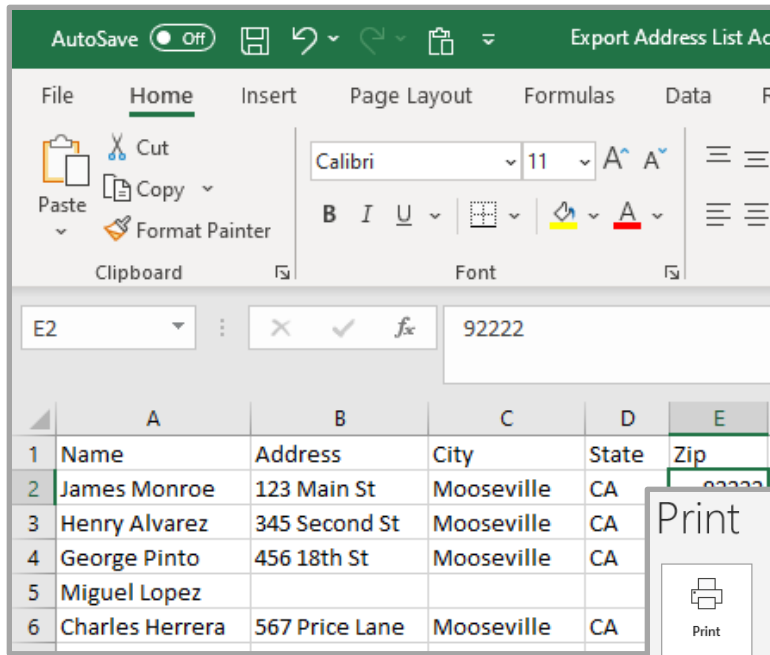 AutoSave Off Export Address List Ac
File Home Insert Page Layout Formulas Data
Cut
Copy
Paste
Format Painter
Clipboard
Calibri 11 A A
B I U A
Font
E2 fx 92222
A B C D E
1 Name Address City State Zip
2 James Monroe 123 Main St Mooseville CA 92222
3 Henry Alvarez 345 Second St Mooseville CA
4 George Pinto 456 18th St Mooseville CA
5 Miguel Lopez
6 Charles Herrera 567 Price Lane Mooseville CA
Print
Print